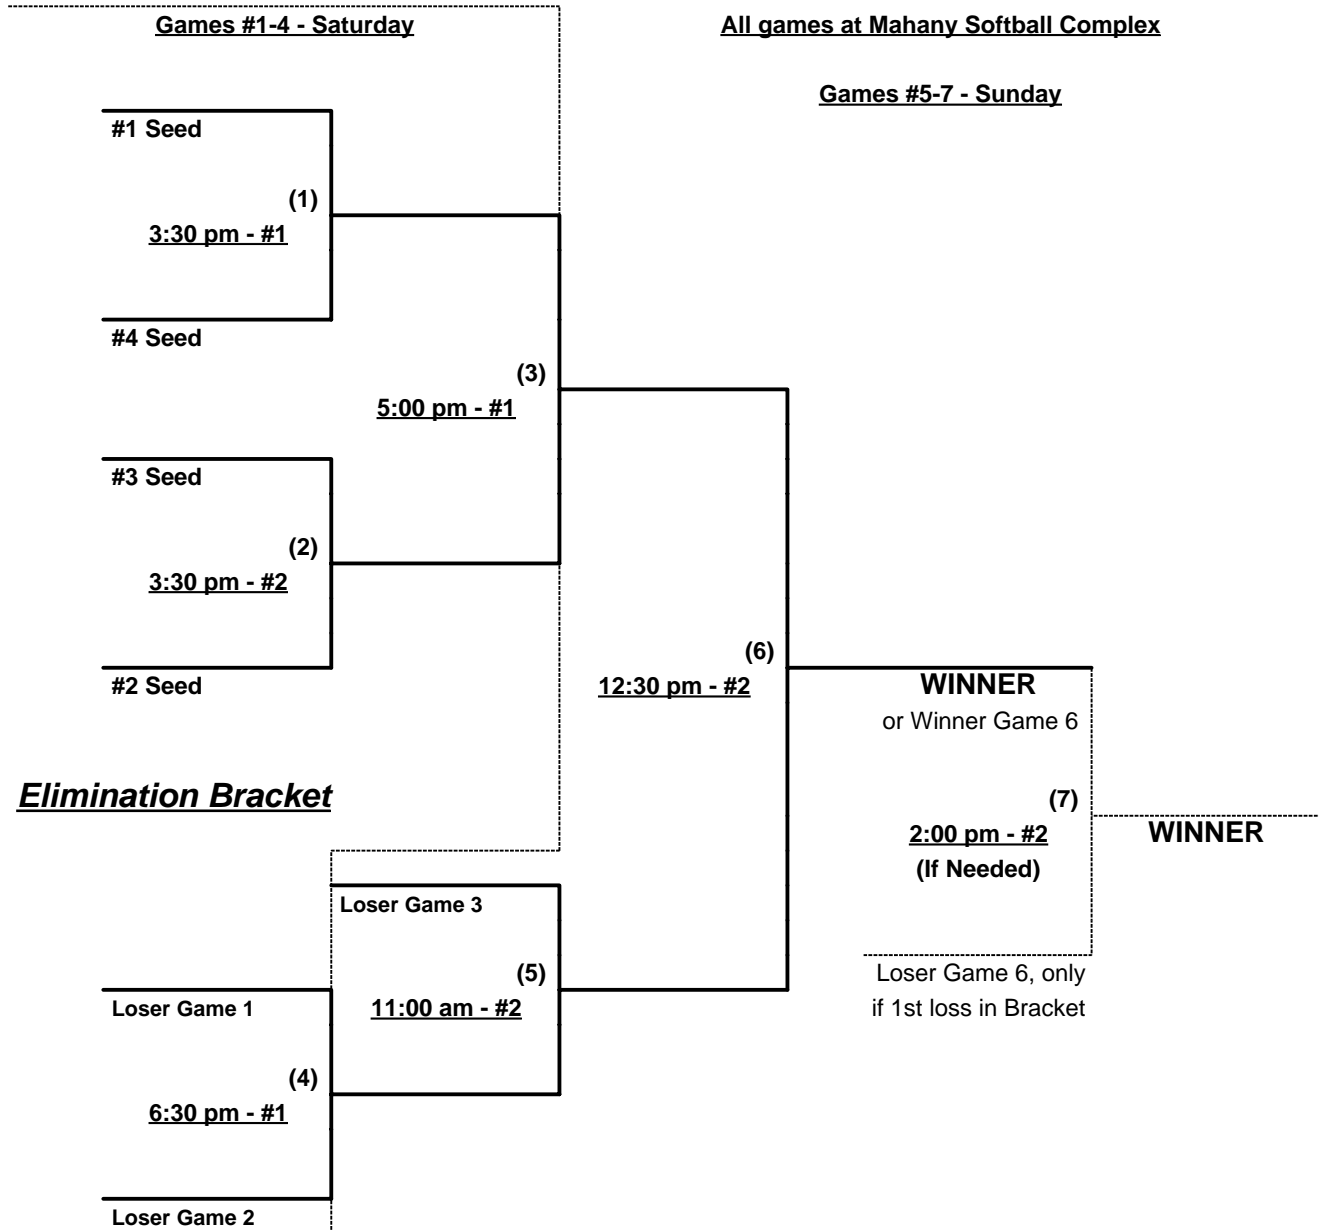 Games #1-4 - Saturday
All games at Mahany Softball Complex
Games #5-7 - Sunday
#1 Seed
(1)
3:30 pm - #1
#4 Seed
(3)
5:00 pm - #1
#3 Seed
(2)
3:30 pm - #2
#2 Seed
(6)
12:30 pm - #2
WINNER
or Winner Game 6
Elimination Bracket
(7)
2:00 pm - #2
(If Needed)
WINNER
Loser Game 3
(5)
11:00 am - #2
Loser Game 6, only
if 1st loss in Bracket
Loser Game 1
(4)
6:30 pm - #1
Loser Game 2